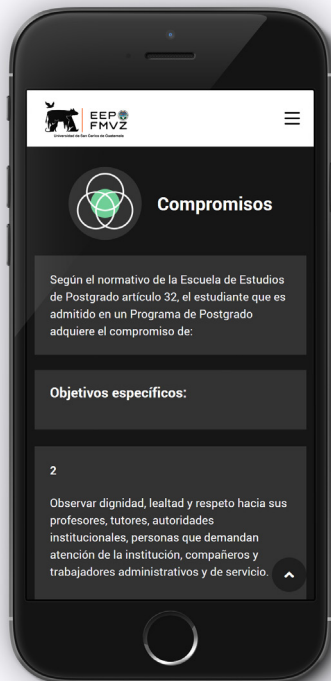 EEP
FMVZ
Universidad de San Carlos de Guatemala
Compromisos
Según el normativo de la Escuela de Estudios
de Postgrado artículo 32, el estudiante que es
admitido en un Programa de Postgrado
adquiere el compromiso de:
Objetivos específicos:
2
Observar dignidad, lealtad y respeto hacia sus
profesores, tutores, autoridades
institucionales, personas que demandan
atención de la institución, compañeros y
trabajadores administrativos y de servicio.